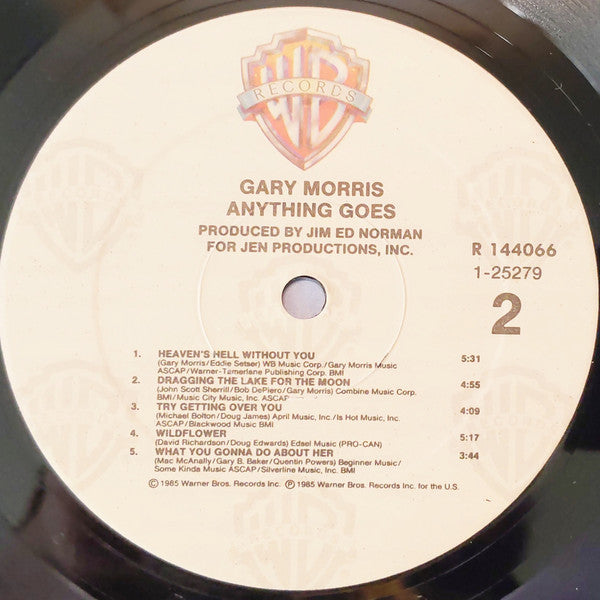 WB
RECORDS
GARY MORRIS
ANYTHING GOES
PRODUCED BY JIM ED NORMAN
FOR JEN PRODUCTIONS, INC.
R 144066
1-25279
2
1. HEAVEN'S HELL WITHOUT YOU 5:31
(Gary Morris/Eddie Setser) WB Music Corp./Gary Morris Music
ASCAP/Warner-Tamerlane Publishing Corp. BMI
2. DRAGGING THE LAKE FOR THE MOON 4:55
(John Scott Sherrill/Bob DePiero/Gary Morris) Combine Music Corp.
BMI/Music City Music, Inc. ASCAP
3. TRY GETTING OVER YOU 4:09
(Michael Bolton/Doug James) April Music, Inc./Is Hot Music, Inc.
ASCAP/Blackwood Music BMI
4. WILDFLOWER 5:17
(David Richardson/Doug Edwards) Edsel Music (PRO-CAN)
5. WHAT YOU GONNA DO ABOUT HER 3:44
(Mac McAnally/Gary B. Baker/Quentin Powers) Beginner Music/
Some Kinda Music ASCAP/Silverline Music, Inc. BMI
© 1985 Warner Bros. Records Inc. ℗ 1985 Warner Bros. Records Inc. for the U.S.